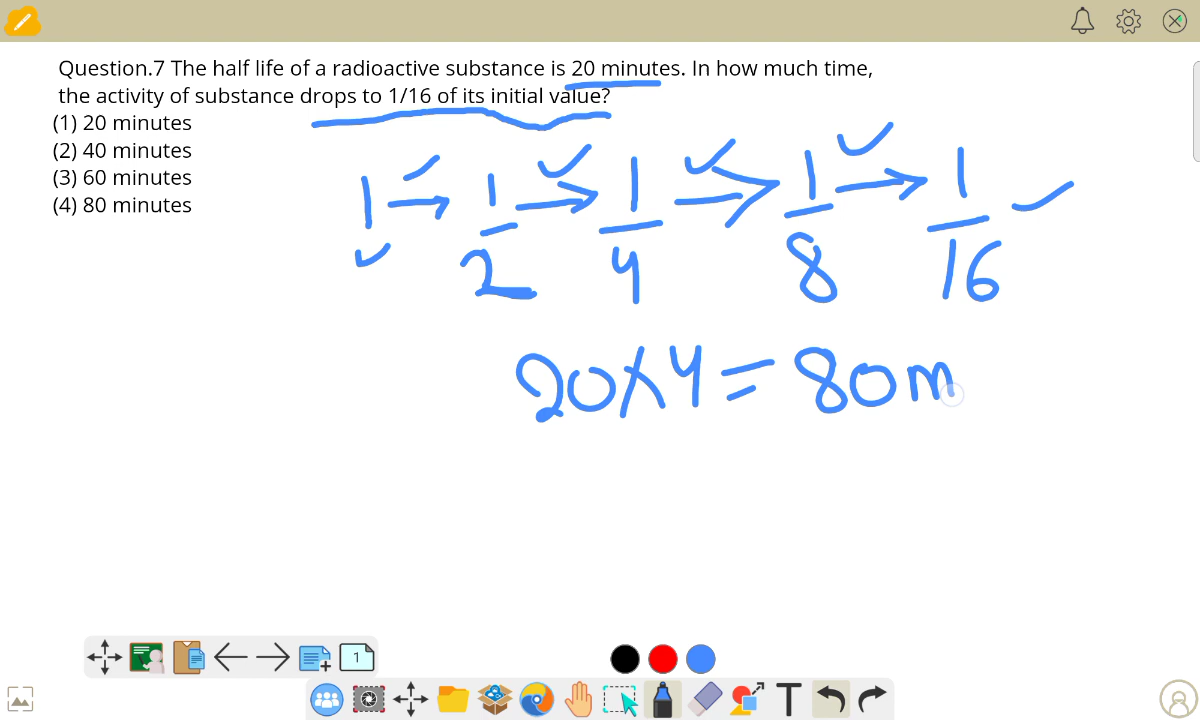 Question.7 The half life of a radioactive substance is 20 minutes. In how much time,
the activity of substance drops to 1/16 of its initial value?
(1) 20 minutes
(2) 40 minutes
(3) 60 minutes
(4) 80 minutes
1 → 1/2 → 1/4 → 1/8 → 1/16
20 × 4 = 80 m
1
T